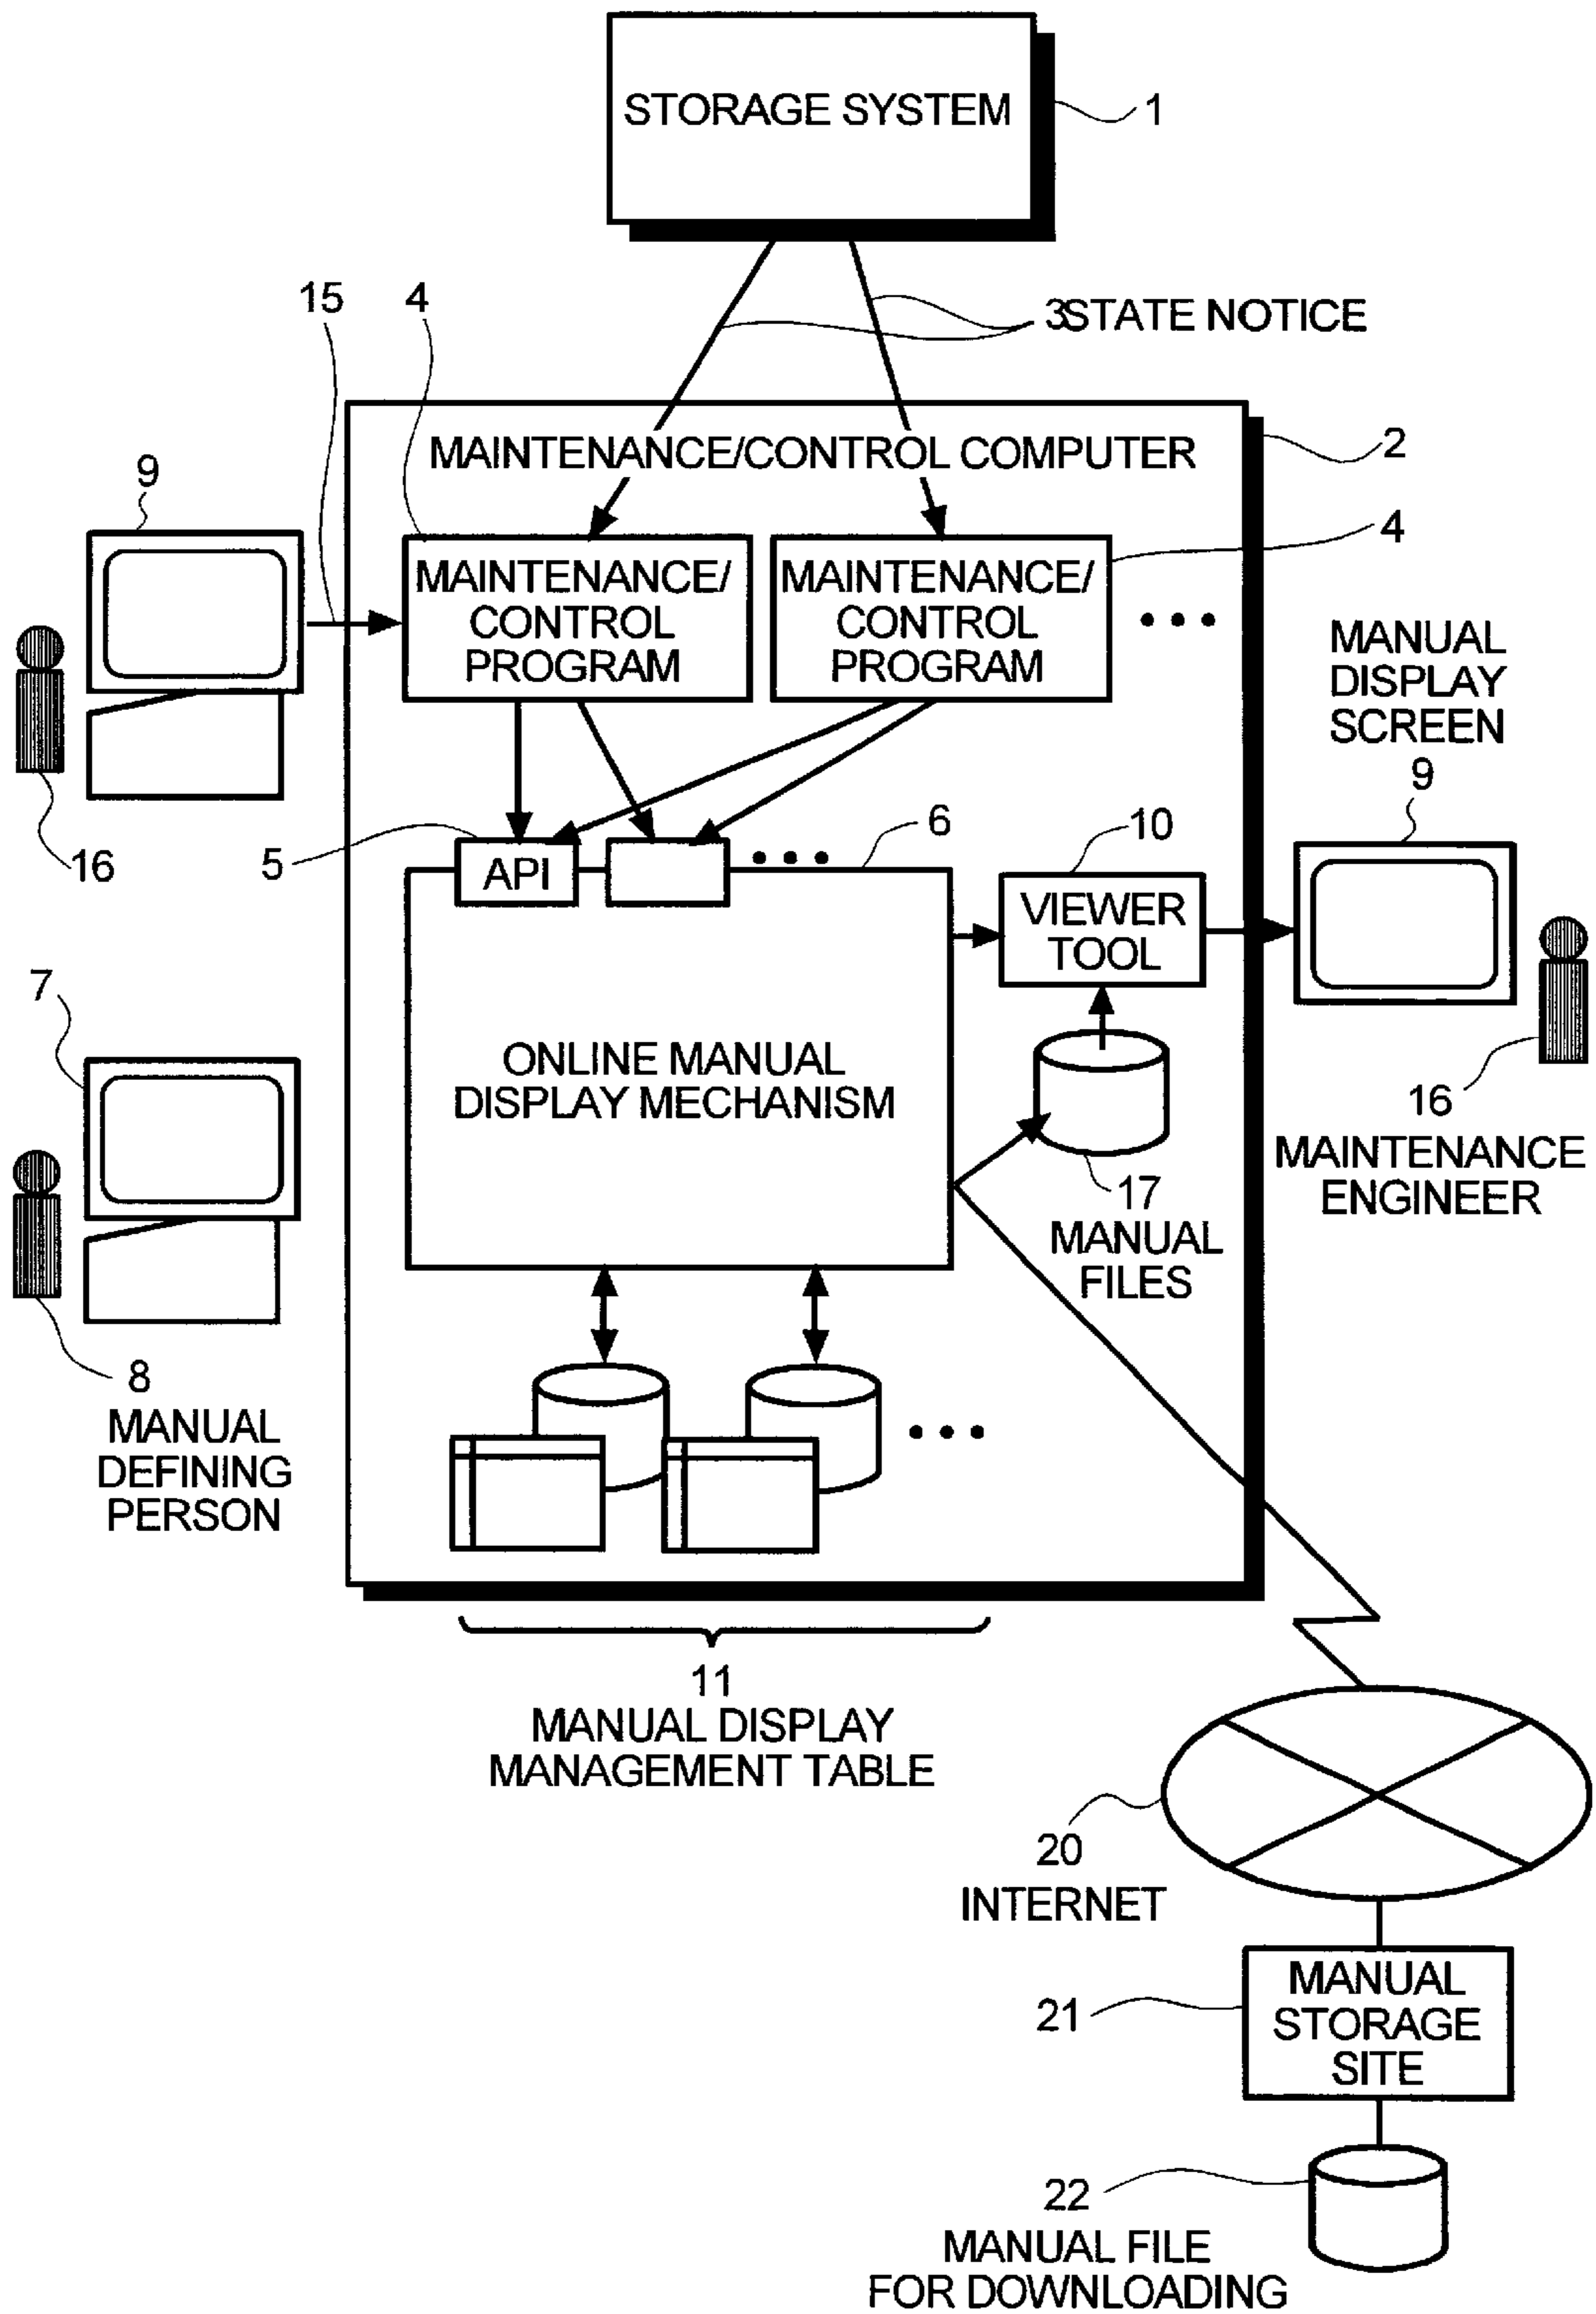 STORAGE SYSTEM
1
15
4
3STATE NOTICE
MAINTENANCE/CONTROL COMPUTER
2
9
4
MAINTENANCE/
CONTROL
PROGRAM
MAINTENANCE/
CONTROL
PROGRAM
MANUAL
DISPLAY
SCREEN
9
16
5
API
6
10
VIEWER
TOOL
7
ONLINE MANUAL
DISPLAY MECHANISM
16
MAINTENANCE
ENGINEER
17
MANUAL
FILES
8
MANUAL
DEFINING
PERSON
11
MANUAL DISPLAY
MANAGEMENT TABLE
20
INTERNET
21
MANUAL
STORAGE
SITE
22
MANUAL FILE
FOR DOWNLOADING